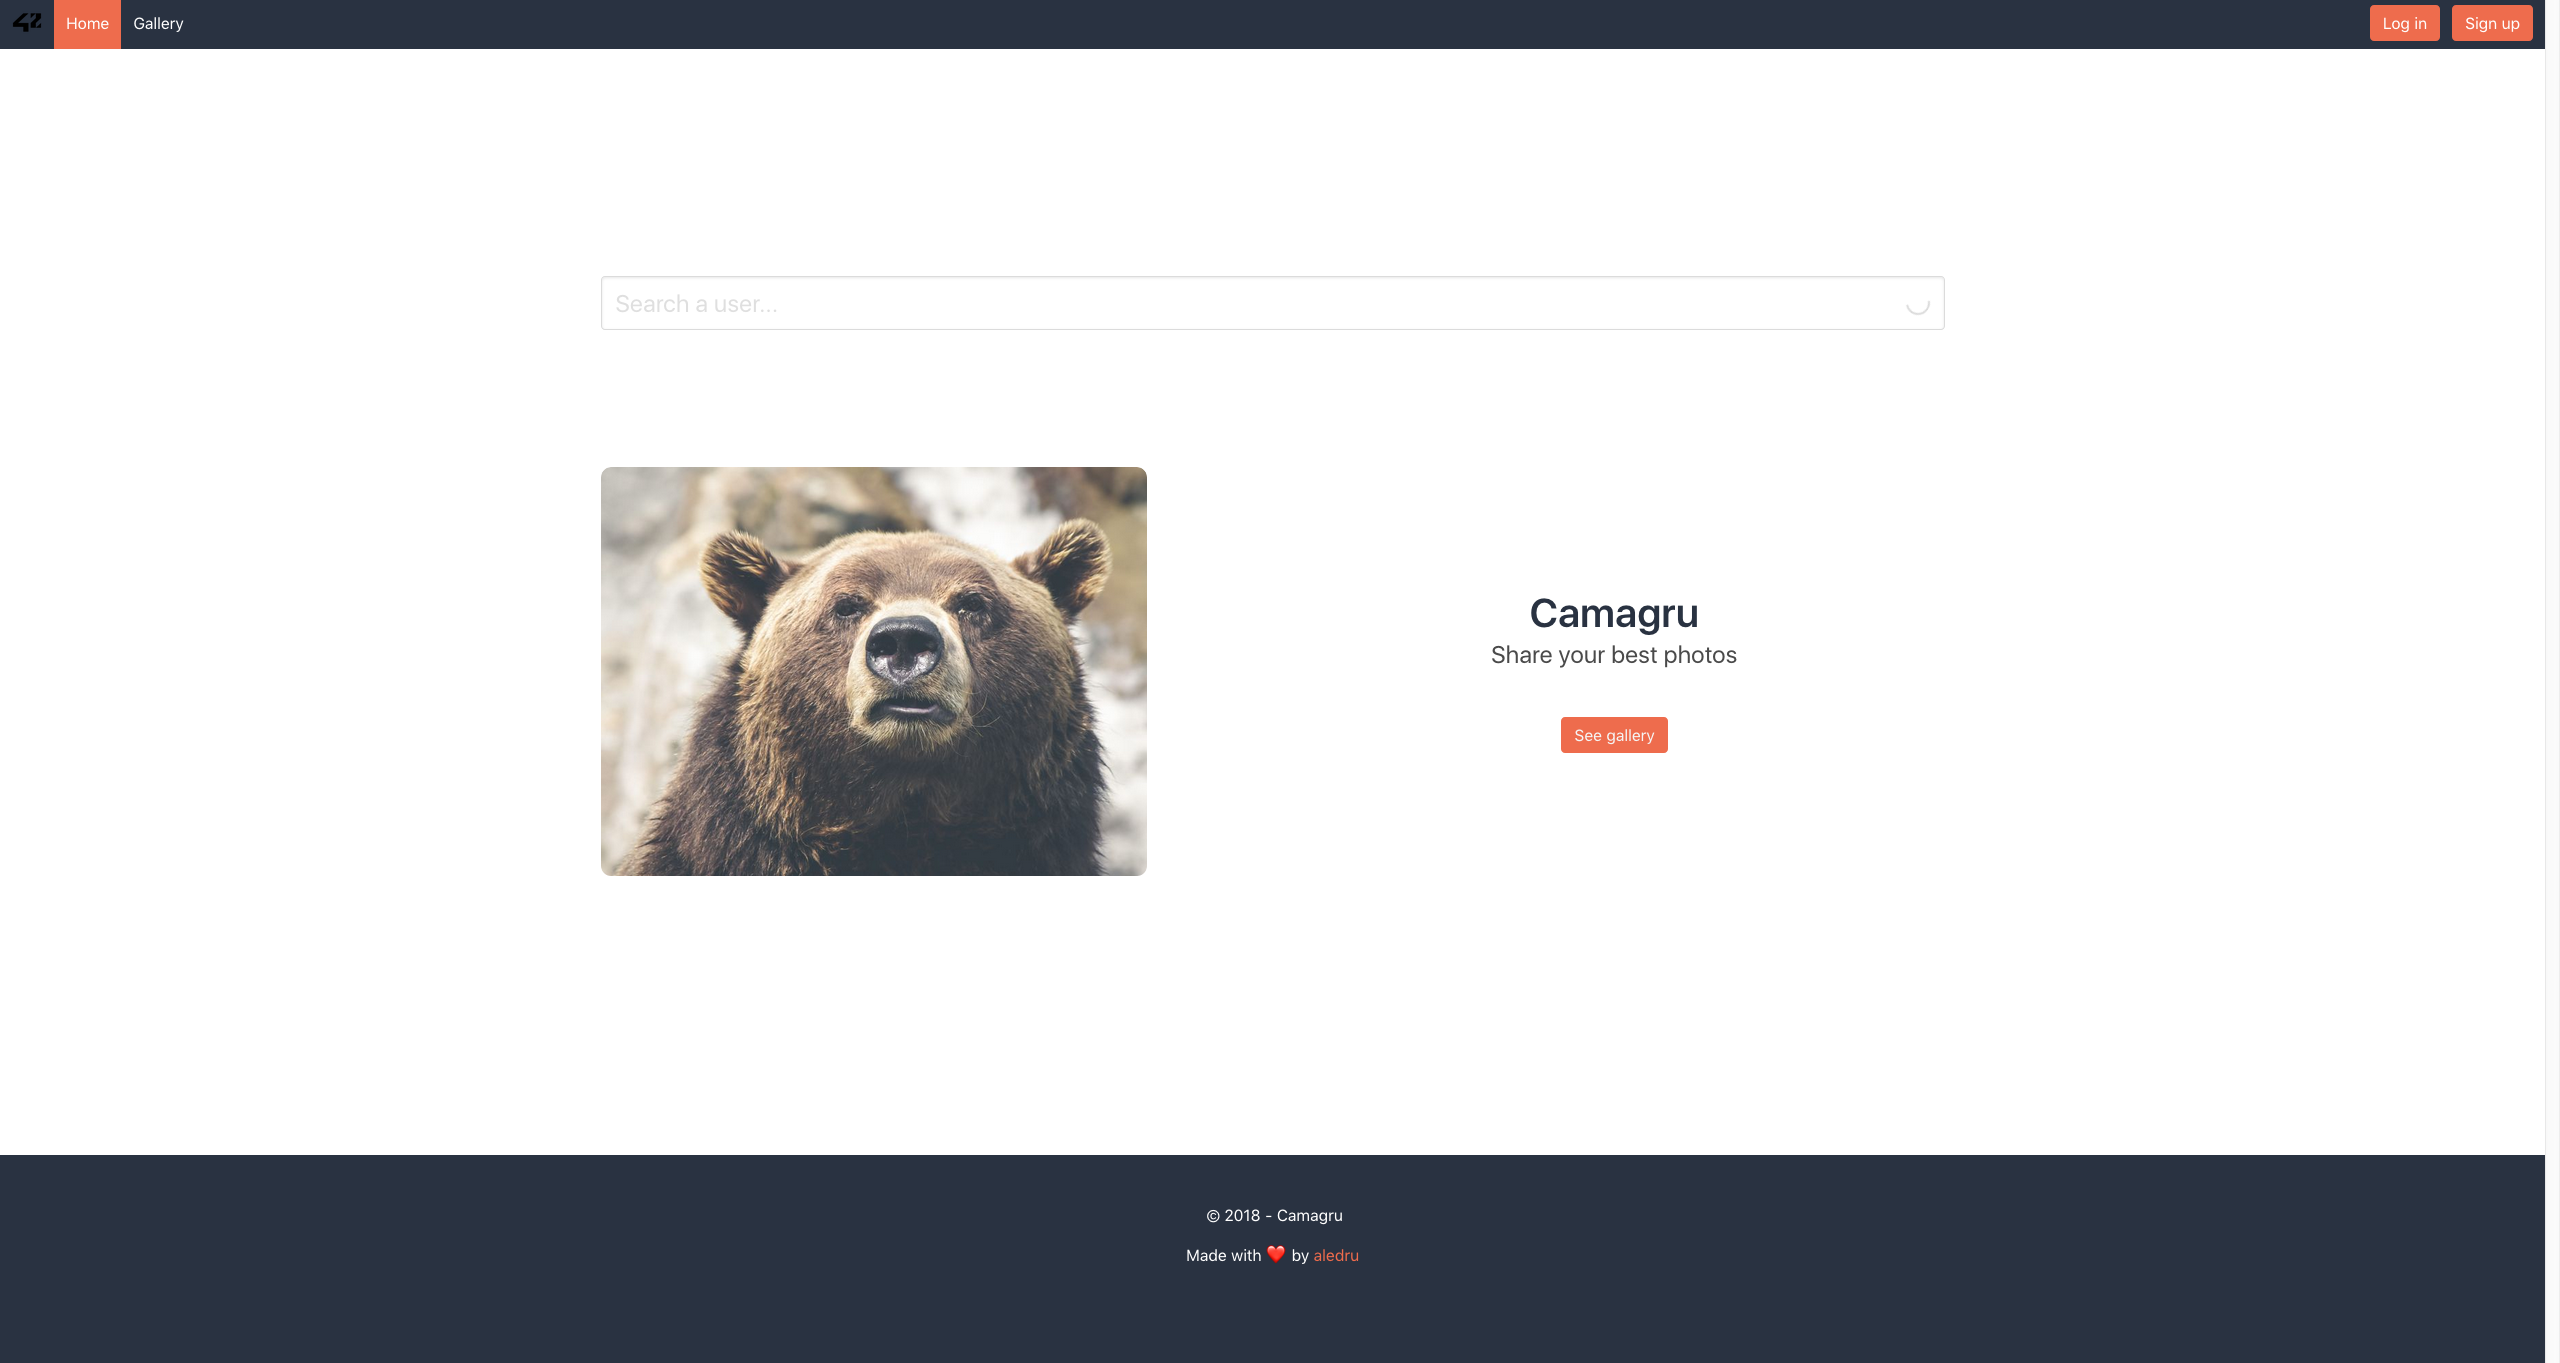 42
Home
Gallery
Log in
Sign up
Search a user...
Camagru
Share your best photos
See gallery
© 2018 - Camagru
Made with ❤️ by aledru